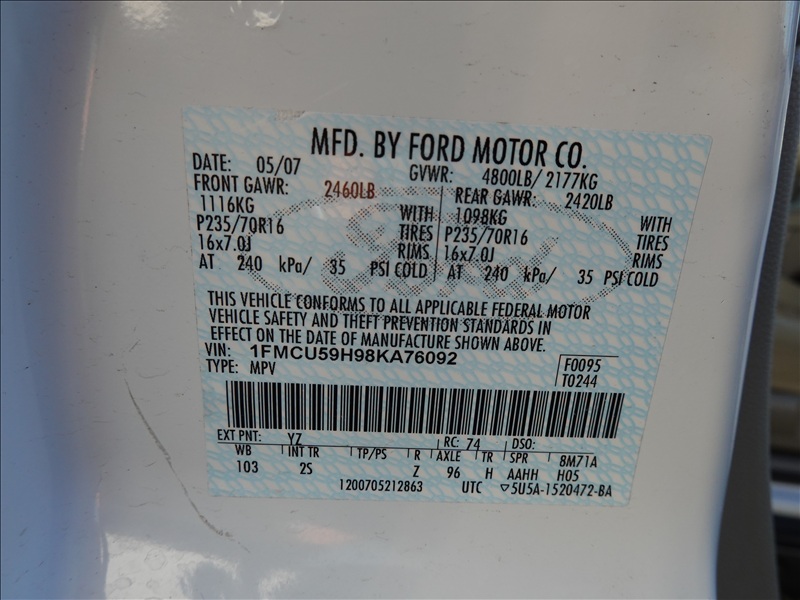 MFD. BY FORD MOTOR CO.
DATE: 05/07 GVWR: 4800LB/ 2177KG
FRONT GAWR: 2460LB REAR GAWR: 2420LB
1116KG WITH 1098KG WITH
P235/70R16 TIRES P235/70R16 TIRES
16x7.0J RIMS 16x7.0J RIMS
AT 240 kPa/ 35 PSI COLD AT 240 kPa/ 35 PSI COLD
Ford
THIS VEHICLE CONFORMS TO ALL APPLICABLE FEDERAL MOTOR
VEHICLE SAFETY AND THEFT PREVENTION STANDARDS IN
EFFECT ON THE DATE OF MANUFACTURE SHOWN ABOVE.
VIN: 1FMCU59H98KA76092 F0095
TYPE: MPV T0244
EXT PNT: YZ RC: 74 DSO:
WB INT TR TP/PS R AXLE TR SPR 8M71A
103 2S Z 96 H AAHH H05
1200705212863 UTC ▽5U5A-1520472-BA